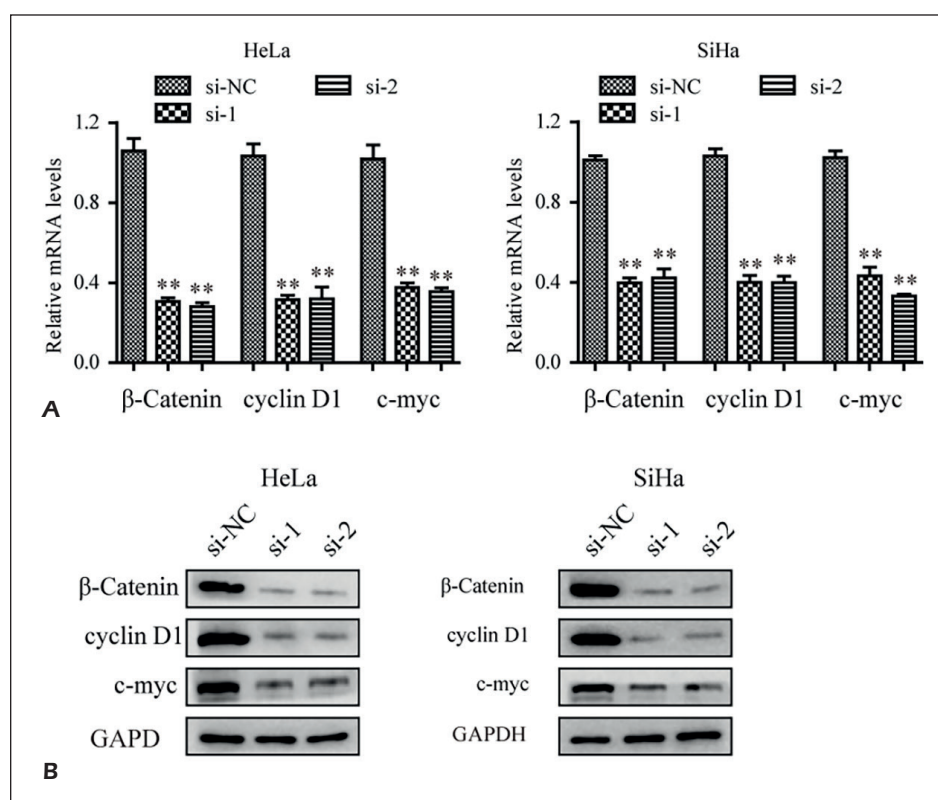 HeLa
si-NC si-2
si-1
Relative mRNA levels
1.2
0.8
0.4
0.0
** ** ** ** ** **
β-Catenin cyclin D1 c-myc
SiHa
si-NC si-2
si-1
Relative mRNA levels
1.2
0.8
0.4
0.0
** ** ** ** ** **
β-Catenin cyclin D1 c-myc
A
HeLa
si-NC si-1 si-2
β-Catenin
cyclin D1
c-myc
GAPD
SiHa
si-NC si-1 si-2
β-Catenin
cyclin D1
c-myc
GAPDH
B